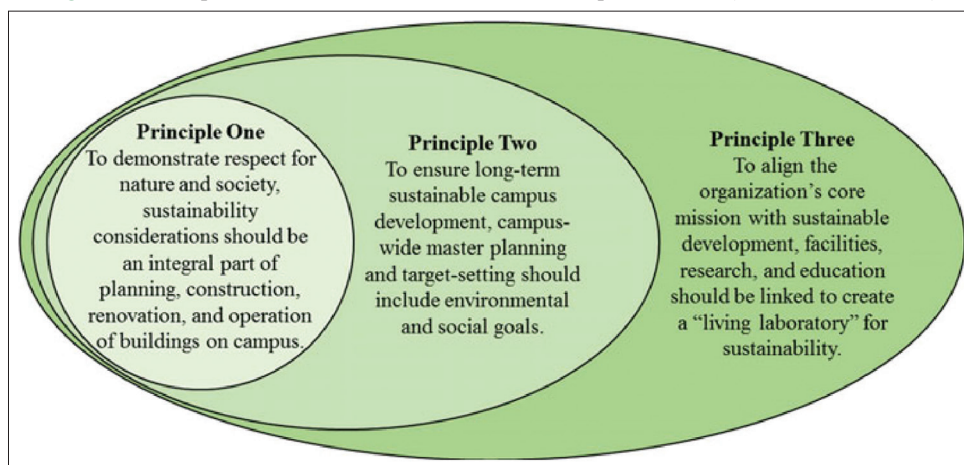 Principle One
To demonstrate respect for
nature and society,
sustainability
considerations should be
an integral part of
planning, construction,
renovation, and operation
of buildings on campus.
Principle Two
To ensure long-term
sustainable campus
development, campus-
wide master planning
and target-setting should
include environmental
and social goals.
Principle Three
To align the
organization’s core
mission with sustainable
development, facilities,
research, and education
should be linked to create
a “living laboratory” for
sustainability.